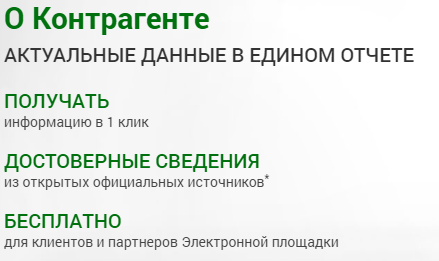 О Контрагенте
АКТУАЛЬНЫЕ ДАННЫЕ В ЕДИНОМ ОТЧЕТЕ
ПОЛУЧАТЬ
информацию в 1 клик
ДОСТОВЕРНЫЕ СВЕДЕНИЯ
из открытых официальных источников*
БЕСПЛАТНО
для клиентов и партнеров Электронной площадки